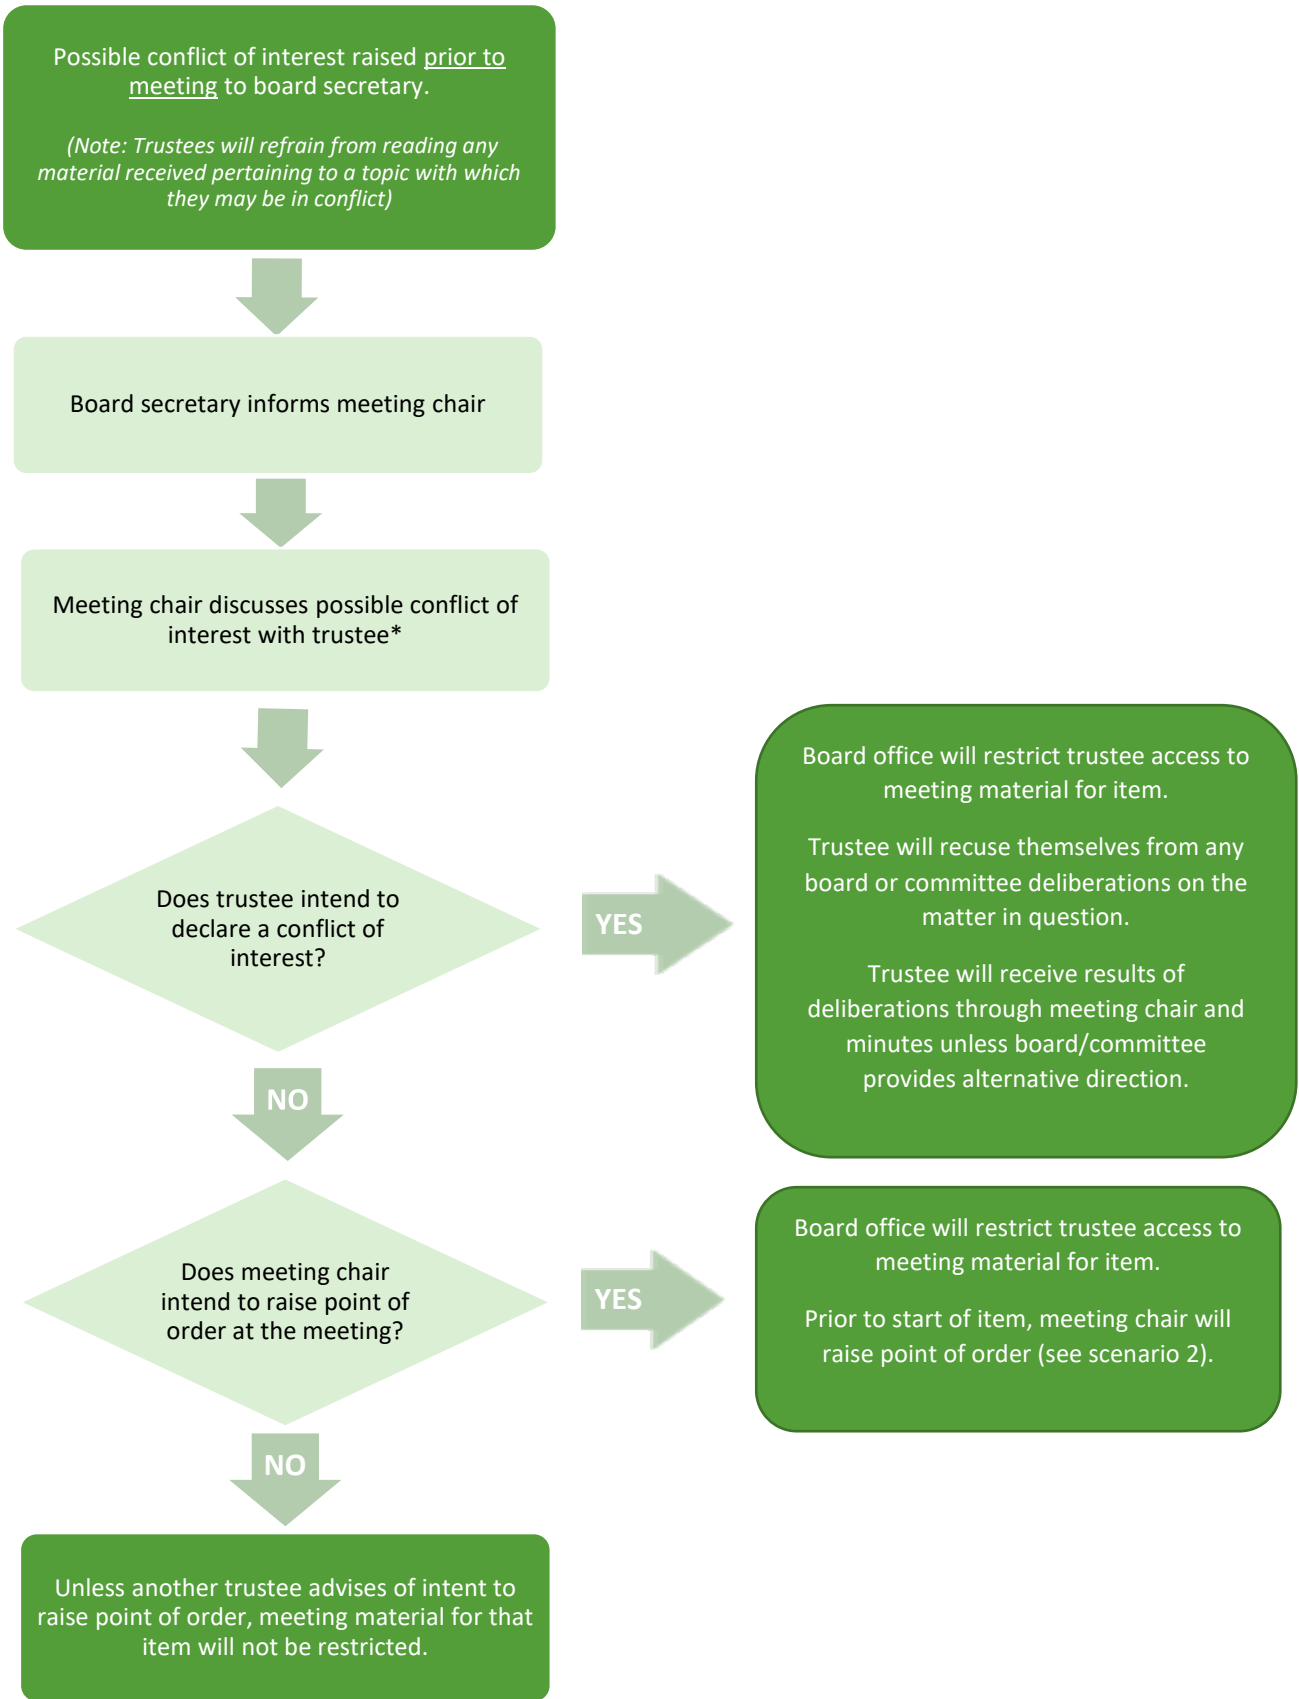 Possible conflict of interest raised prior to
meeting to board secretary.
(Note: Trustees will refrain from reading any
material received pertaining to a topic with which
they may be in conflict)
Board secretary informs meeting chair
Meeting chair discusses possible conflict of
interest with trustee*
Does trustee intend to
declare a conflict of
interest?
YES
Board office will restrict trustee access to
meeting material for item.
Trustee will recuse themselves from any
board or committee deliberations on the
matter in question.
Trustee will receive results of
deliberations through meeting chair and
minutes unless board/committee
provides alternative direction.
NO
Does meeting chair
intend to raise point of
order at the meeting?
YES
Board office will restrict trustee access to
meeting material for item.
Prior to start of item, meeting chair will
raise point of order (see scenario 2).
NO
Unless another trustee advises of intent to
raise point of order, meeting material for that
item will not be restricted.